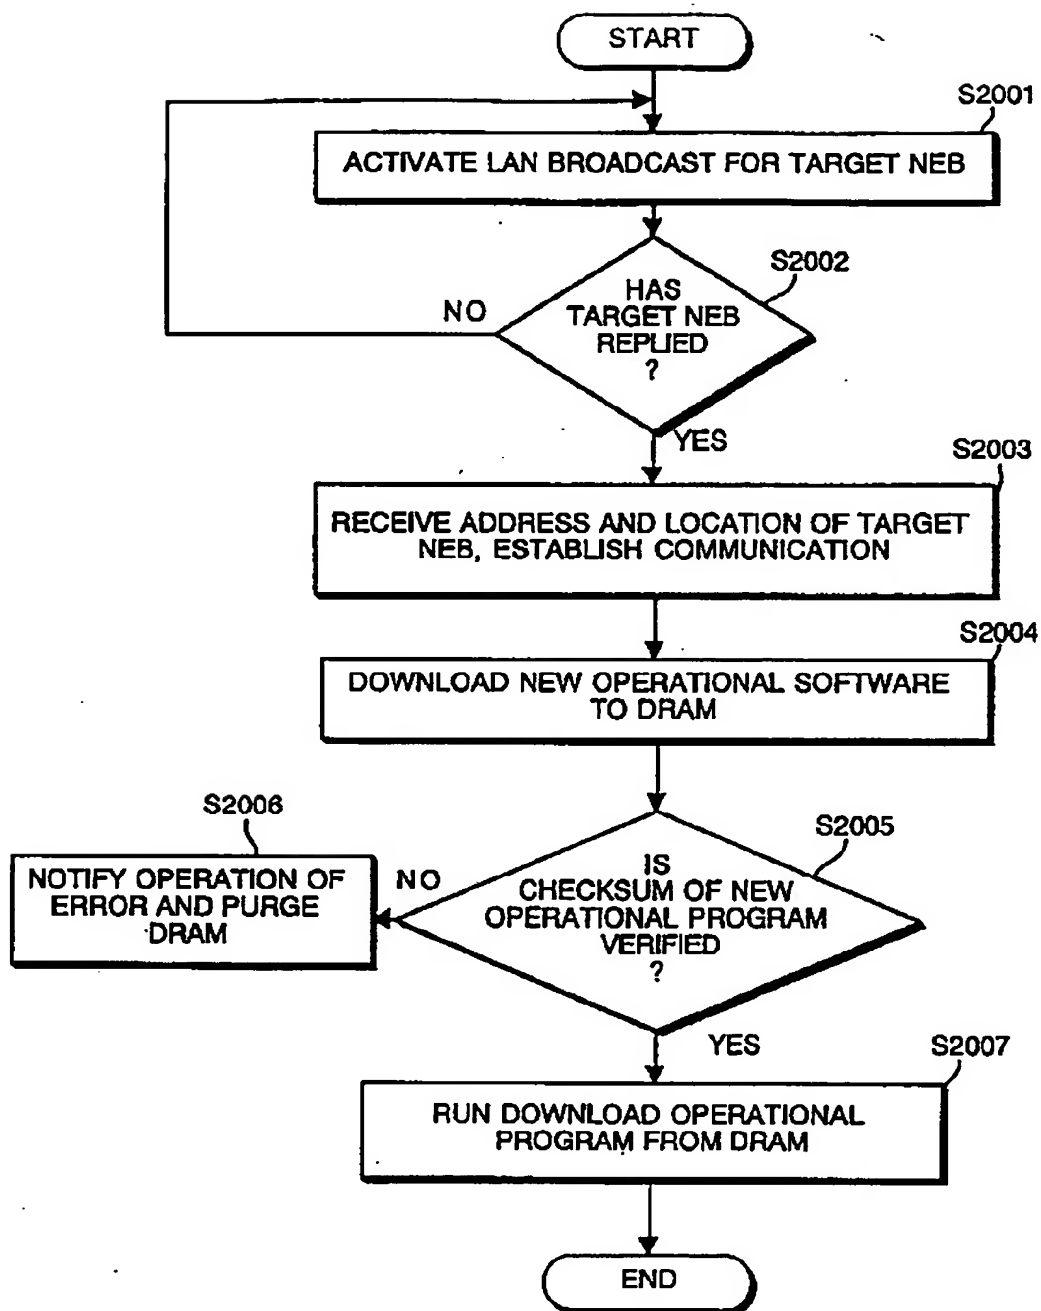 START
S2001
ACTIVATE LAN BROADCAST FOR TARGET NEB
S2002
HAS
TARGET NEB
REPLIED
?
NO
YES
S2003
RECEIVE ADDRESS AND LOCATION OF TARGET
NEB, ESTABLISH COMMUNICATION
S2004
DOWNLOAD NEW OPERATIONAL SOFTWARE
TO DRAM
S2006
S2005
NOTIFY OPERATION OF
ERROR AND PURGE
DRAM
NO
IS
CHECKSUM OF NEW
OPERATIONAL PROGRAM
VERIFIED
?
YES
S2007
RUN DOWNLOAD OPERATIONAL
PROGRAM FROM DRAM
END